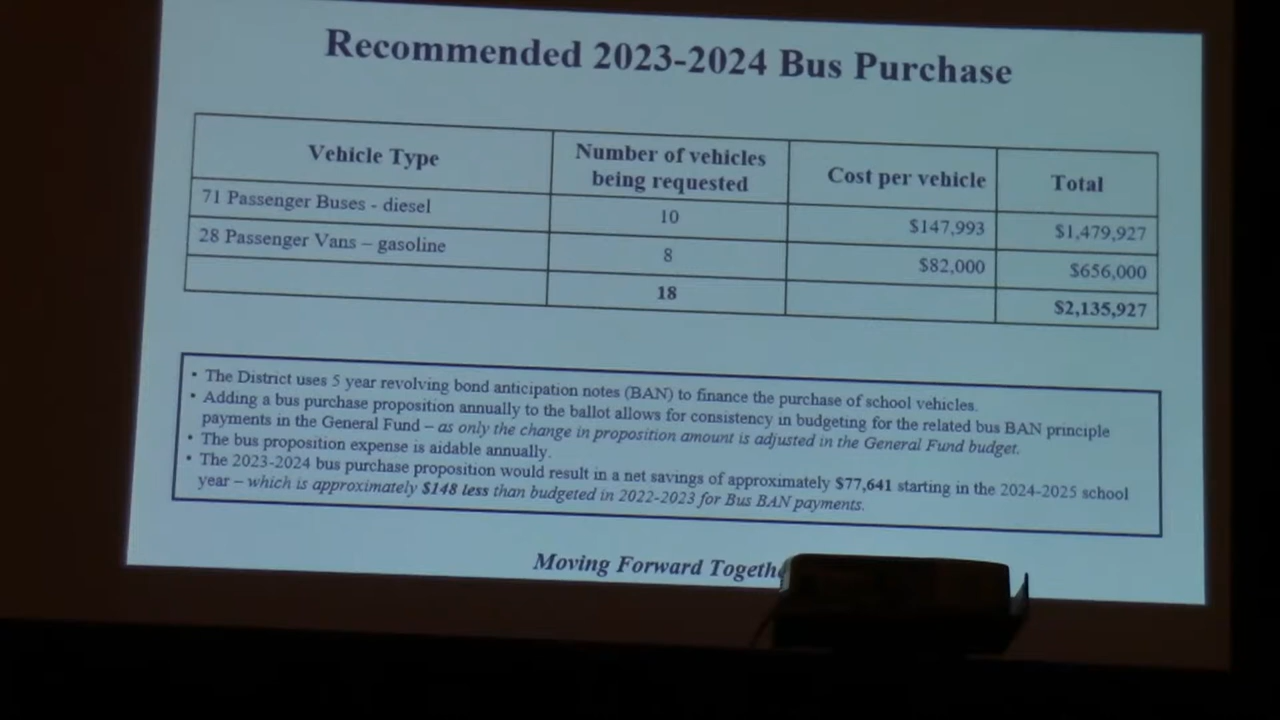 Recommended 2023-2024 Bus Purchase
Vehicle Type
Number of vehicles
being requested
Cost per vehicle
Total
71 Passenger Buses - diesel
10
$147,993
$1,479,927
28 Passenger Vans – gasoline
8
$82,000
$656,000
18
$2,135,927
• The District uses 5 year revolving bond anticipation notes (BAN) to finance the purchase of school vehicles.
• Adding a bus purchase proposition annually to the ballot allows for consistency in budgeting for the related bus BAN principle
payments in the General Fund – as only the change in proposition amount is adjusted in the General Fund budget.
• The bus proposition expense is aidable annually.
• The 2023-2024 bus purchase proposition would result in a net savings of approximately $77,641 starting in the 2024-2025 school
year – which is approximately $148 less than budgeted in 2022-2023 for Bus BAN payments.
Moving Forward